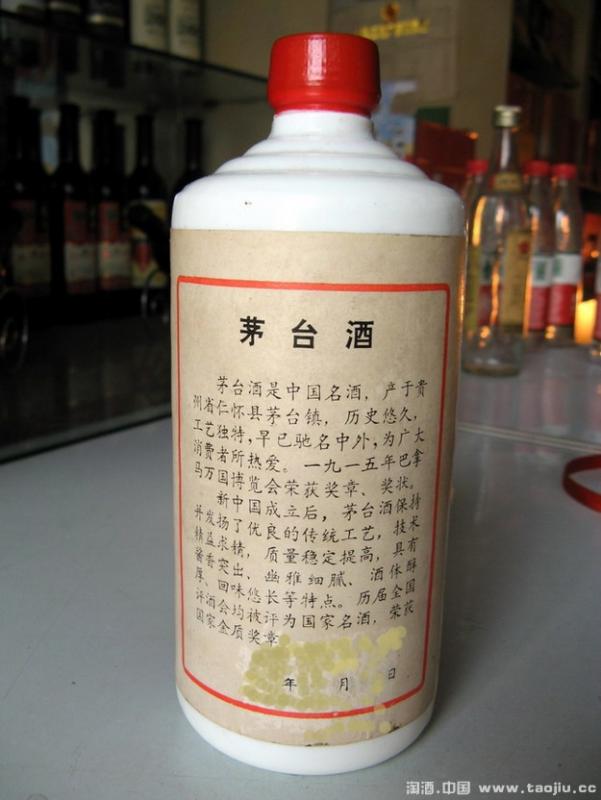 茅台酒
茅台酒是中国名酒，产于贵
州省仁怀县茅台镇，历史悠久，
工艺独特，早已驰名中外，为广大
消费者所热爱。一九一五年巴拿
马万国博览会荣获奖章、奖状。
新中国成立后，茅台酒保持
并发扬了优良的传统工艺，技术
精益求精，质量稳定提高，具有
酱香突出、幽雅细腻、酒体醇
厚、回味悠长等特点。历届全国
评酒会均被评为国家名酒，荣获
国家金质奖章
年 月 日
淘酒.中国 www.taojiu.cc